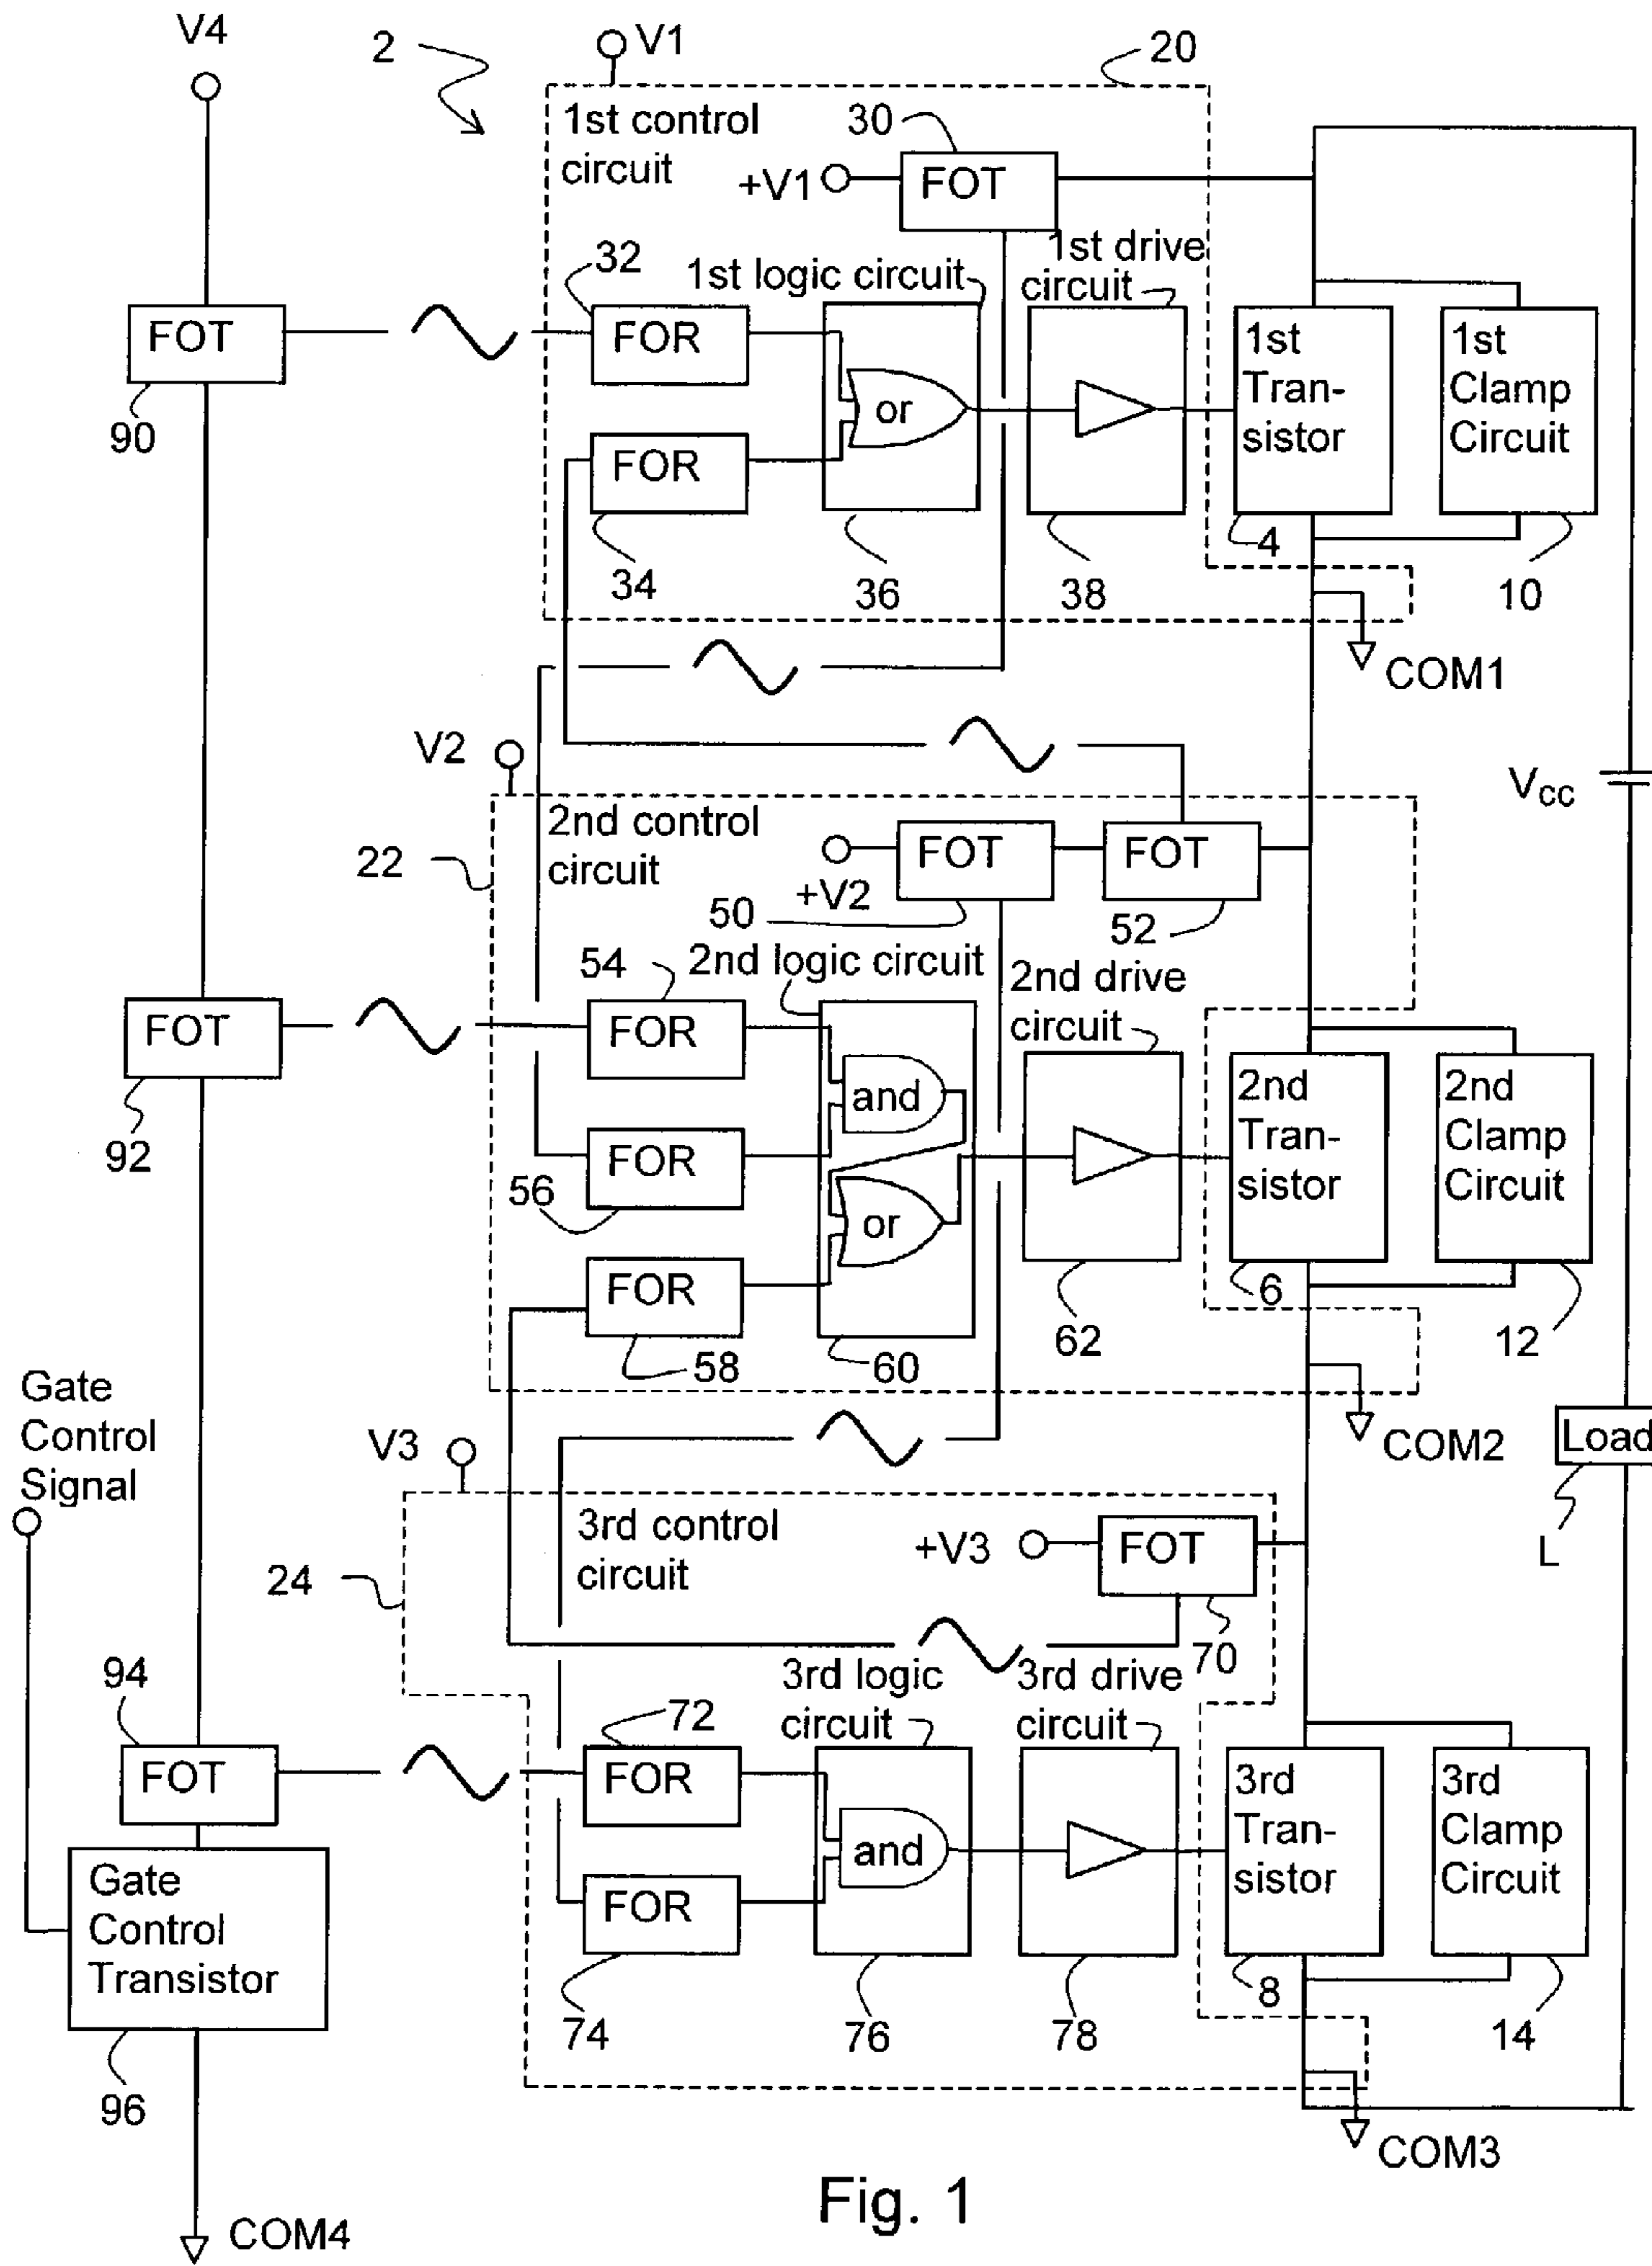 V4
2
V1
20
1st control
circuit
30
+V1
FOT
1st drive
circuit
32
1st logic circuit
FOT
FOR
or
1st
Tran-
sistor
1st
Clamp
Circuit
90
FOR
34
36
38
4
10
COM1
V2
Vcc
2nd control
circuit
22
+V2
FOT
FOT
50
52
54
2nd logic circuit
2nd drive
circuit
FOT
FOR
and
2nd
Tran-
sistor
2nd
Clamp
Circuit
92
FOR
56
or
FOR
58
60
62
6
12
Gate
Control
Signal
V3
COM2
Load
L
3rd control
circuit
+V3
FOT
24
70
94
72
3rd logic
circuit
3rd drive
circuit
FOT
FOR
and
3rd
Tran-
sistor
3rd
Clamp
Circuit
Gate
Control
Transistor
FOR
74
76
78
8
14
96
COM3
COM4
Fig. 1